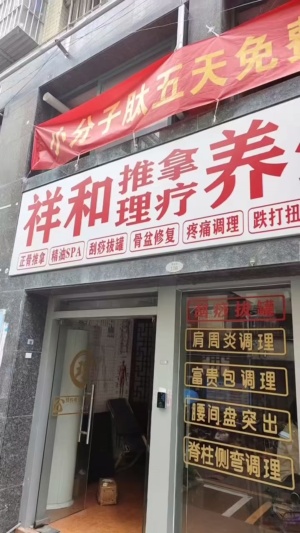 小分子肽五天免费
祥和推拿理疗养
正骨推拿 精油SPA 刮痧拔罐 骨盆修复 疼痛调理 跌打扭
刮痧拔罐
肩周炎调理
富贵包调理
腰间盘突出
脊柱侧弯调理